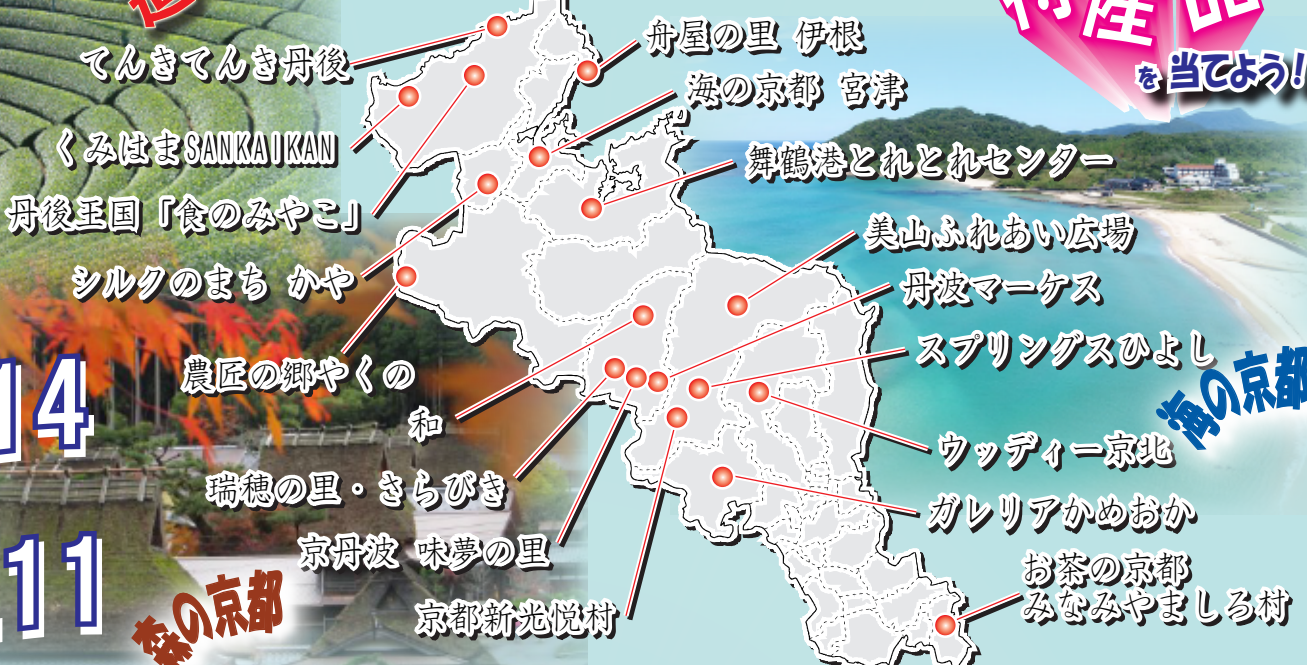 特産品
を当てよう!
てんきてんき丹後
舟屋の里 伊根
海の京都 宮津
くみはまSANKAIKAN
舞鶴港とれとれセンター
丹後王国「食のみやこ」
美山ふれあい広場
シルクのまち かや
丹波マーケス
スプリングスひよし
農匠の郷やくの
海の京都
14
和
ウッディー京北
瑞穂の里・さらびき
ガレリアかめおか
京丹波 味夢の里
11
お茶の京都
みなみやましろ村
森の京都
京都新光悦村